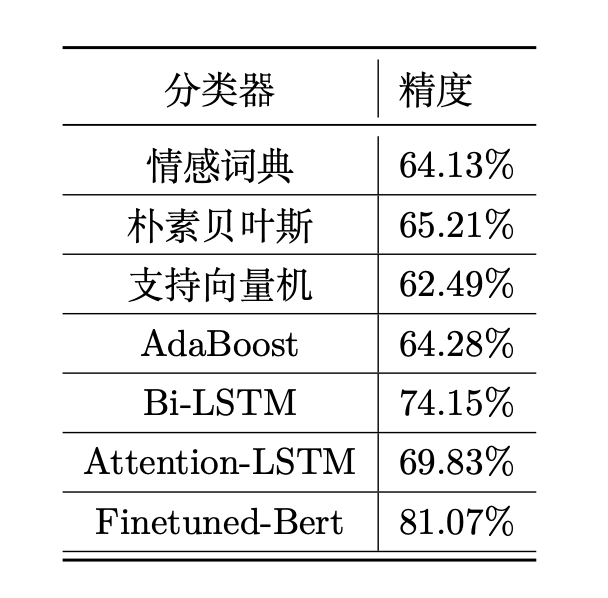 分类器 精度
情感词典 64.13%
朴素贝叶斯 65.21%
支持向量机 62.49%
AdaBoost 64.28%
Bi-LSTM 74.15%
Attention-LSTM 69.83%
Finetuned-Bert 81.07%